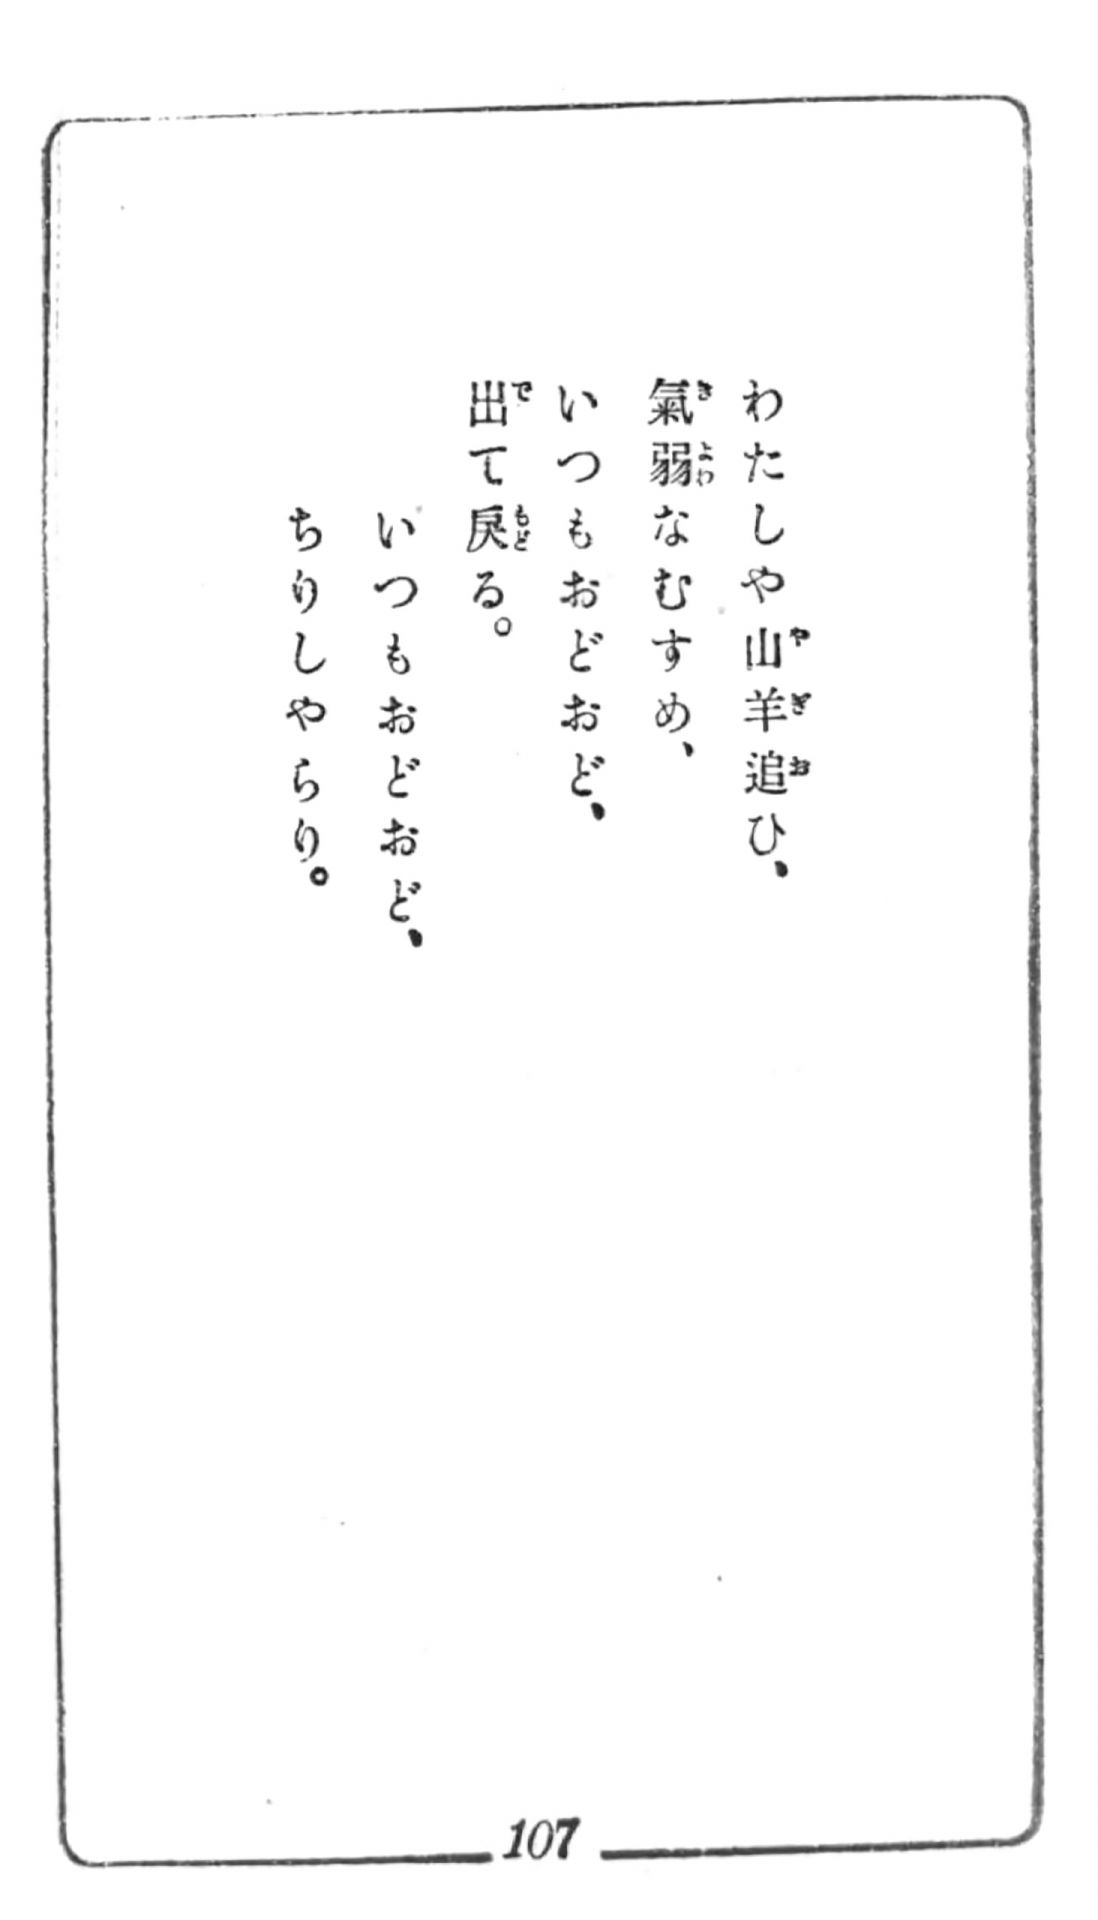 わたしや山羊追ひ、
氣弱なむすめ、
いつもおどおど、
出て戻る。
いつもおどおど、
ちりしやらり。
107